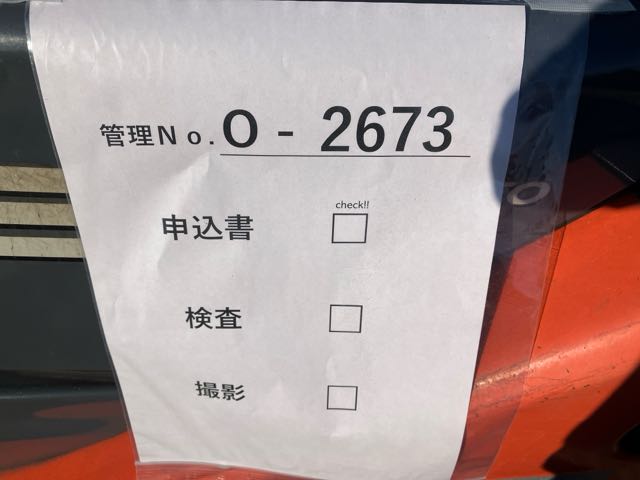 管理No.O - 2673
check!!
申込書
検査
撮影